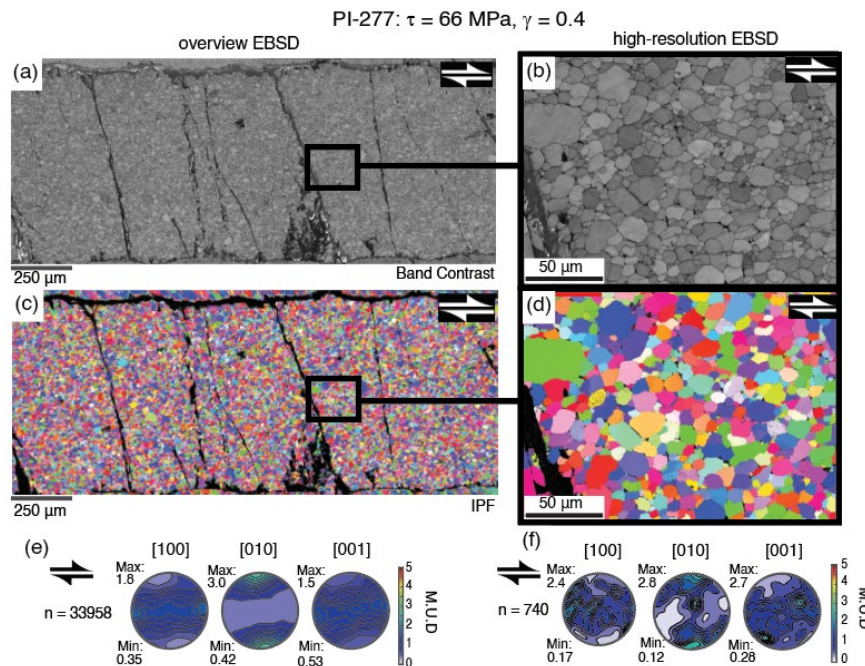 PI-277: τ = 66 MPa, γ = 0.4
overview EBSD
high-resolution EBSD
(a)
(b)
250 µm
Band Contrast
50 µm
(c)
(d)
250 µm
IPF
50 µm
(e)
[100] [010] [001]
Max: 1.8
Max: 3.0
Max: 1.5
n = 33958
Min: 0.35
Min: 0.42
Min: 0.53
5
4
3
2
1
0
M.U.D
(f)
[100] [010] [001]
Max: 2.4
Max: 2.8
Max: 2.7
n = 740
Min: 0.17
Min: 0.12
Min: 0.28
5
4
3
2
1
0
M.U.D